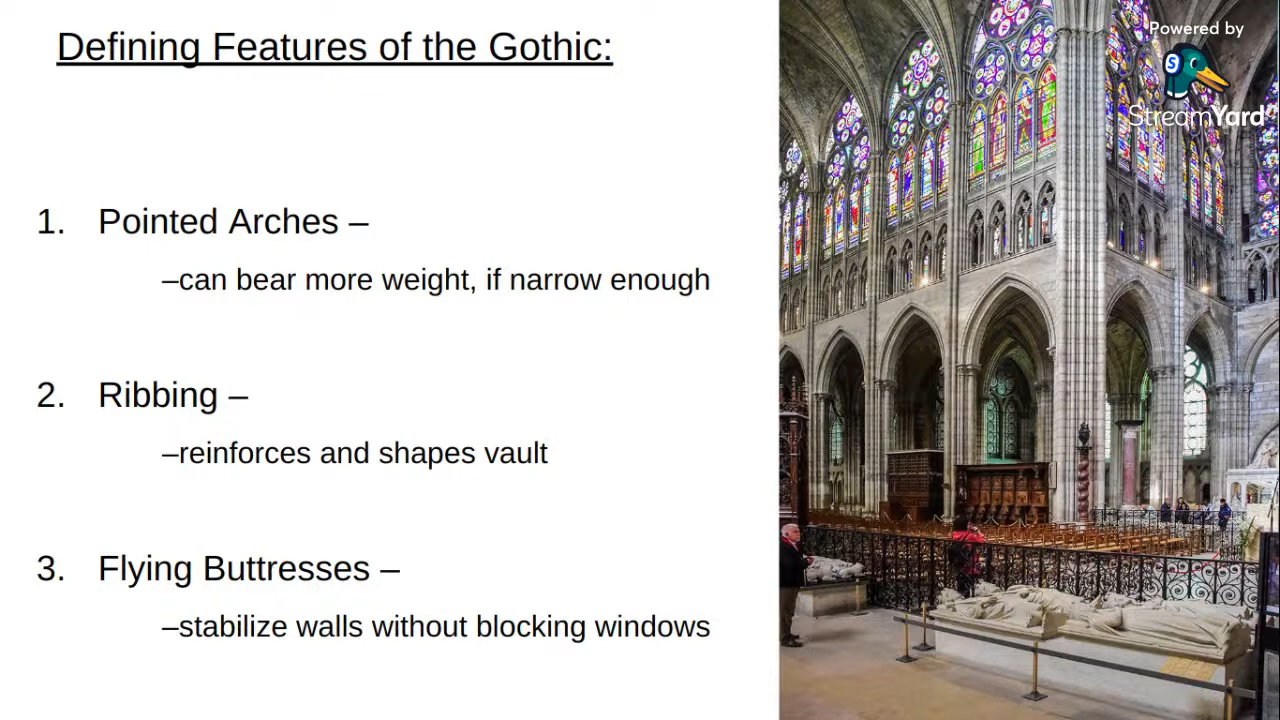 Defining Features of the Gothic:
1. Pointed Arches –
–can bear more weight, if narrow enough
2. Ribbing –
–reinforces and shapes vault
3. Flying Buttresses –
–stabilize walls without blocking windows
Powered by
S
StreamYard